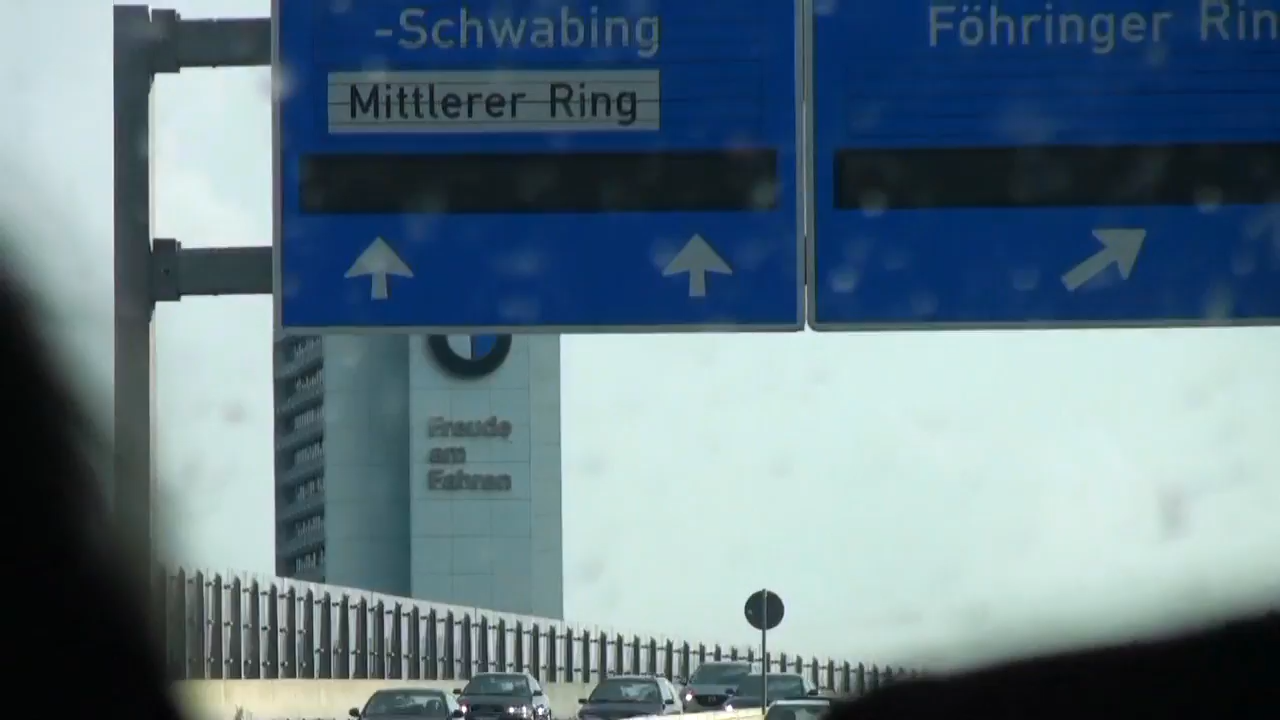 -Schwabing
Mittlerer Ring
Föhringer Rin
Freude
am
Fahren